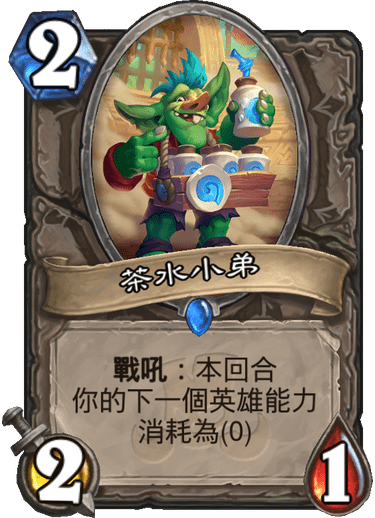 2
茶水小弟
戰吼：本回合
你的下一個英雄能力
消耗為(0)
2
1